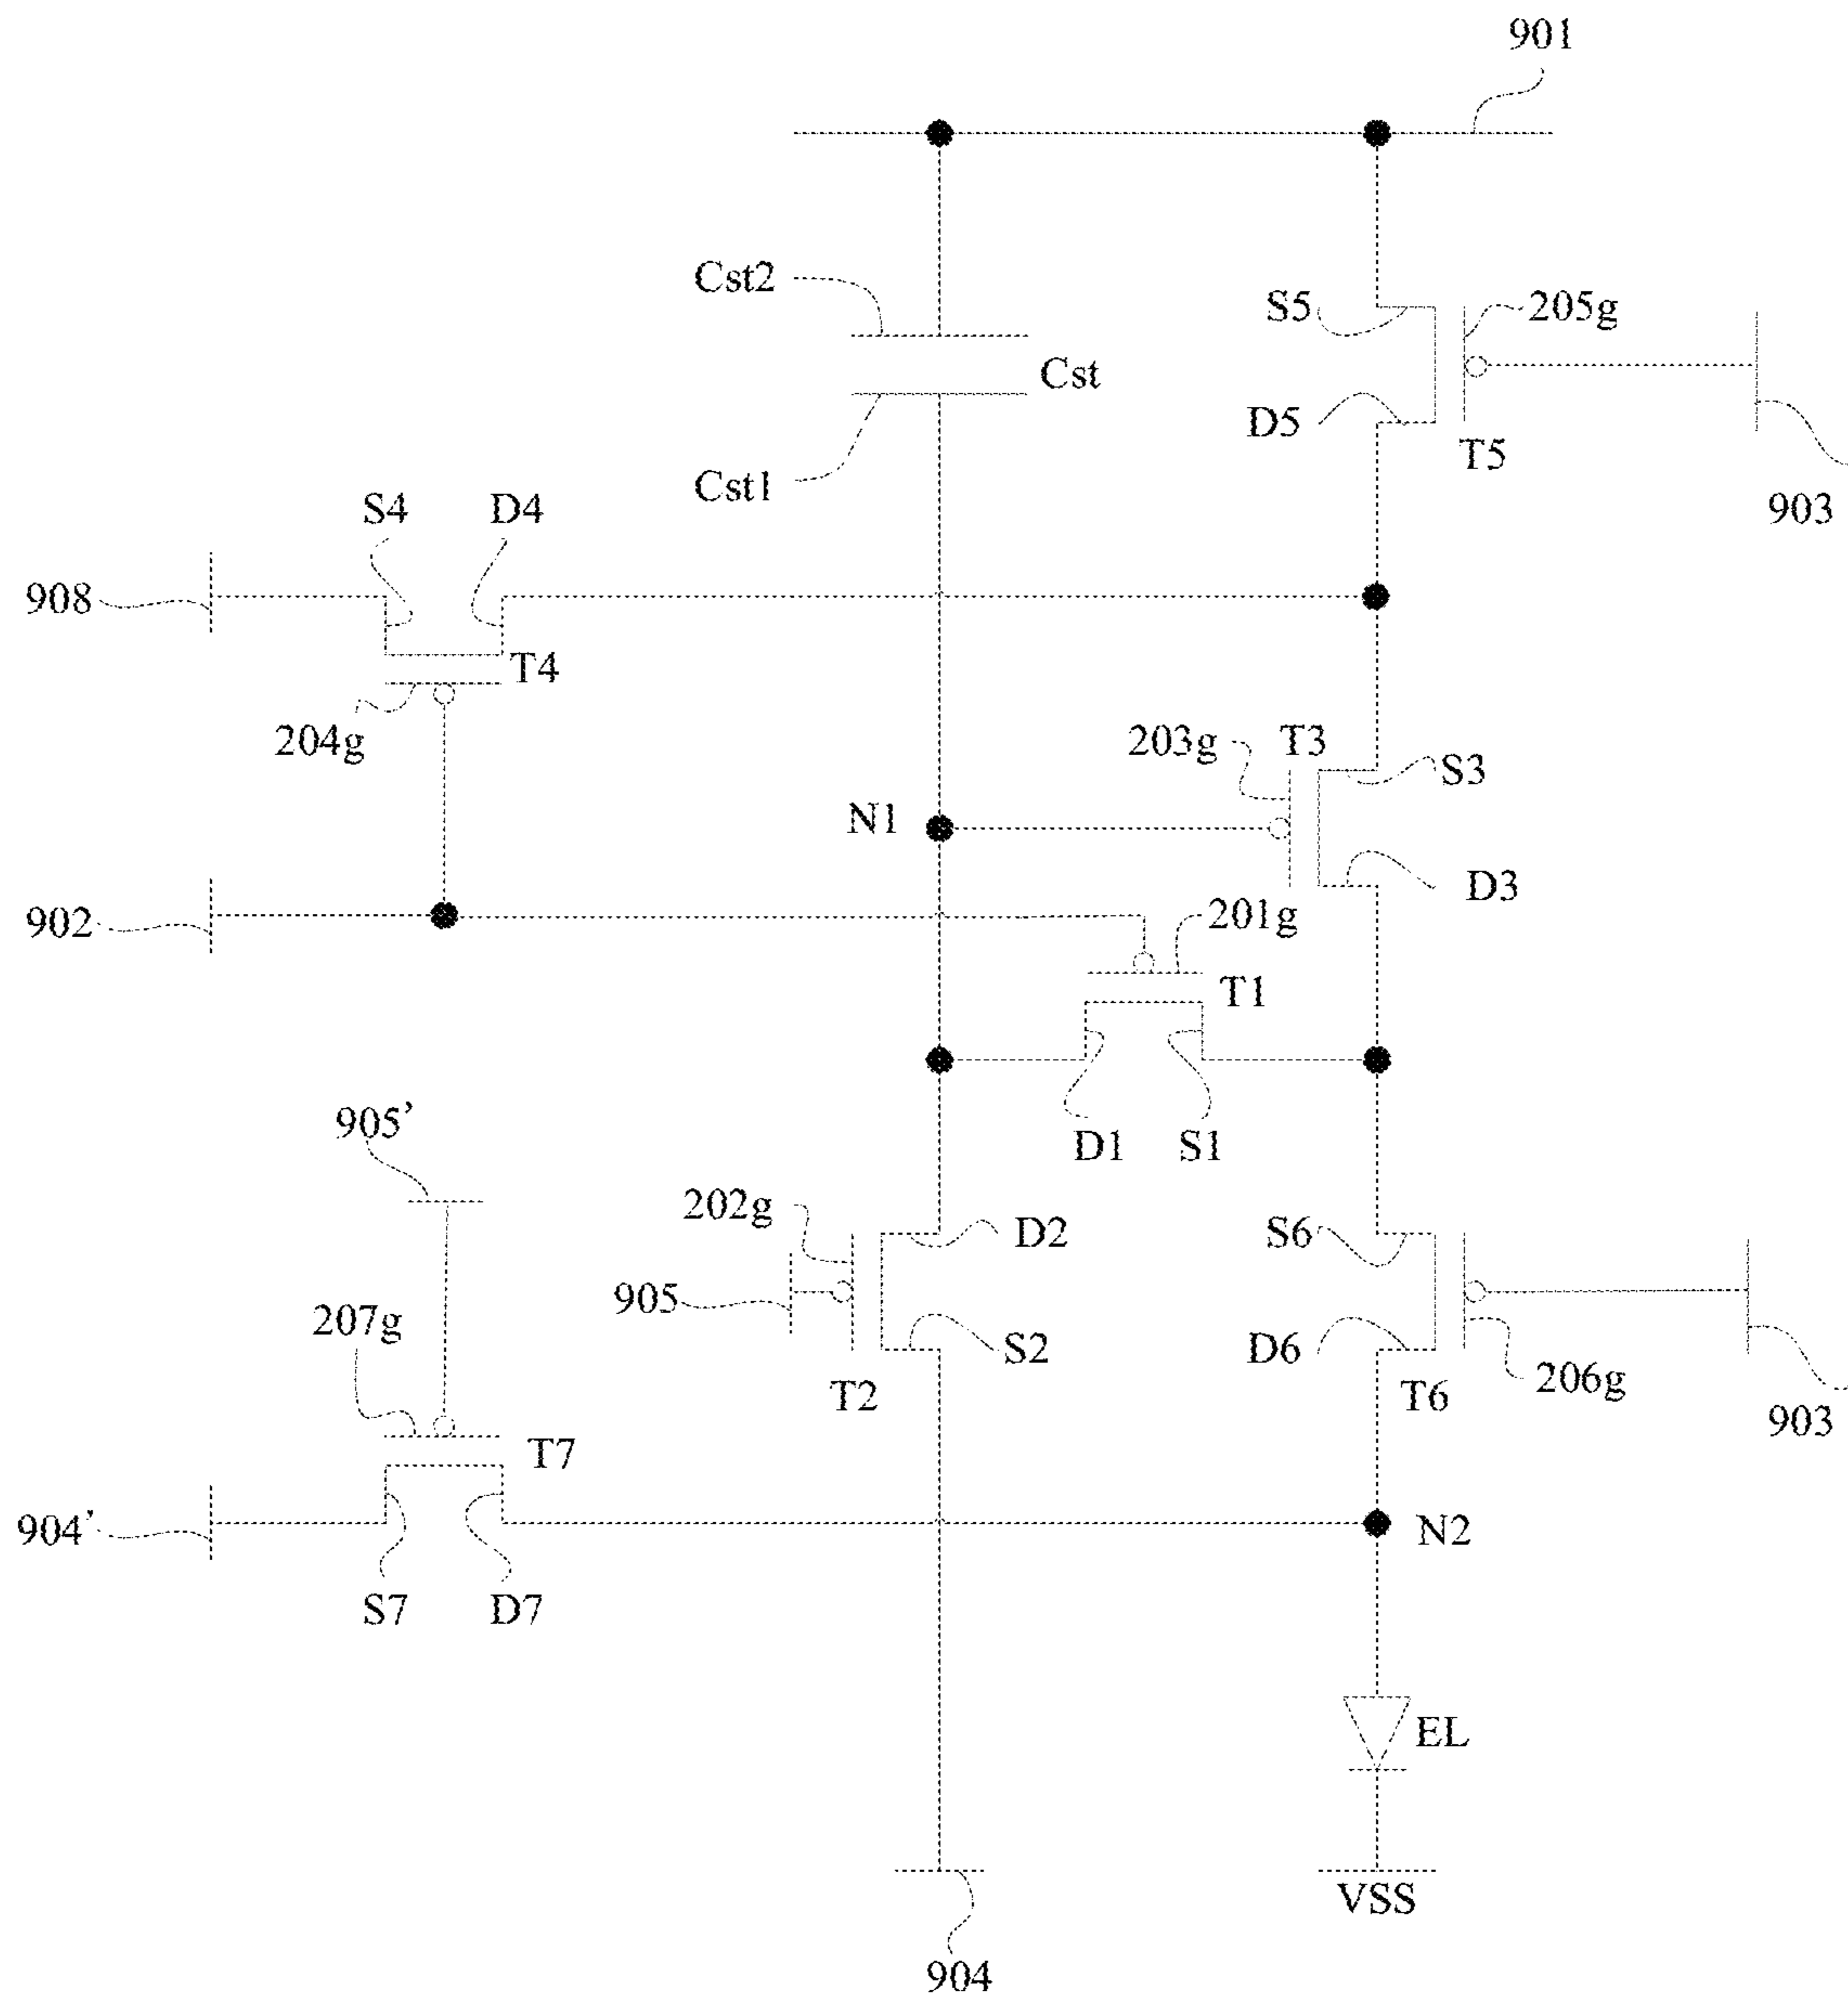 901
Cst2
S5
205g
Cst
D5
T5
Cst1
903
S4
D4
908
T4
204g
203g
T3
S3
N1
D3
902
201g
T1
905’
D1
S1
202g
D2
S6
905
207g
S2
D6
T2
T6
206g
903
T7
904’
N2
S7
D7
EL
VSS
904